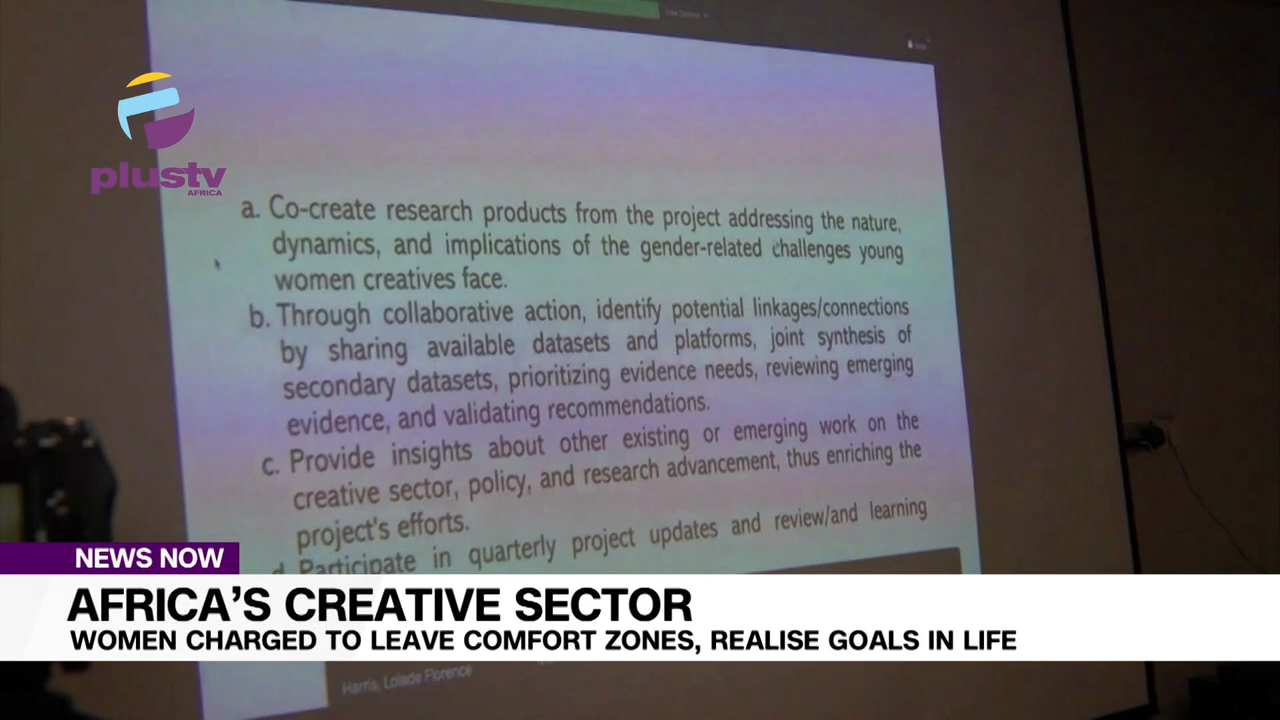 View Options
plustv
AFRICA
a. Co-create research products from the project addressing the nature,
dynamics, and implications of the gender-related challenges young
women creatives face.
b. Through collaborative action, identify potential linkages/connections
by sharing available datasets and platforms, joint synthesis of
secondary datasets, prioritizing evidence needs, reviewing emerging
evidence, and validating recommendations.
c. Provide insights about other existing or emerging work on the
creative sector, policy, and research advancement, thus enriching the
project's efforts.
d. Participate in quarterly project updates and review/and learning
NEWS NOW
AFRICA'S CREATIVE SECTOR
WOMEN CHARGED TO LEAVE COMFORT ZONES, REALISE GOALS IN LIFE
Harris, Lolade Florence